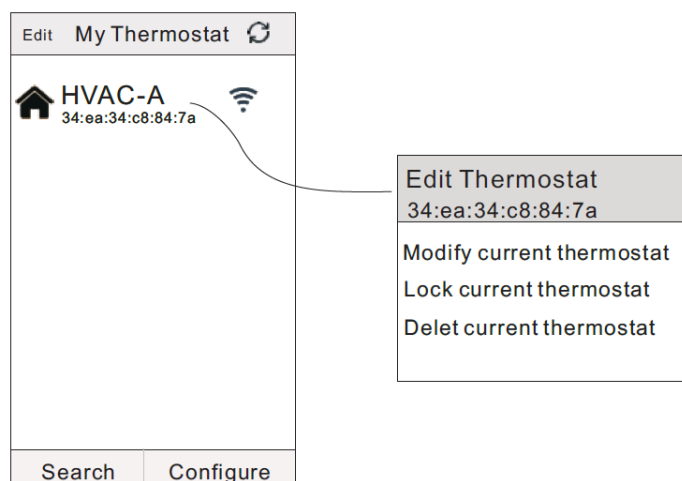 Edit My Thermostat
HVAC-A
34:ea:34:c8:84:7a
Edit Thermostat
34:ea:34:c8:84:7a
Modify current thermostat
Lock current thermostat
Delet current thermostat
Search Configure